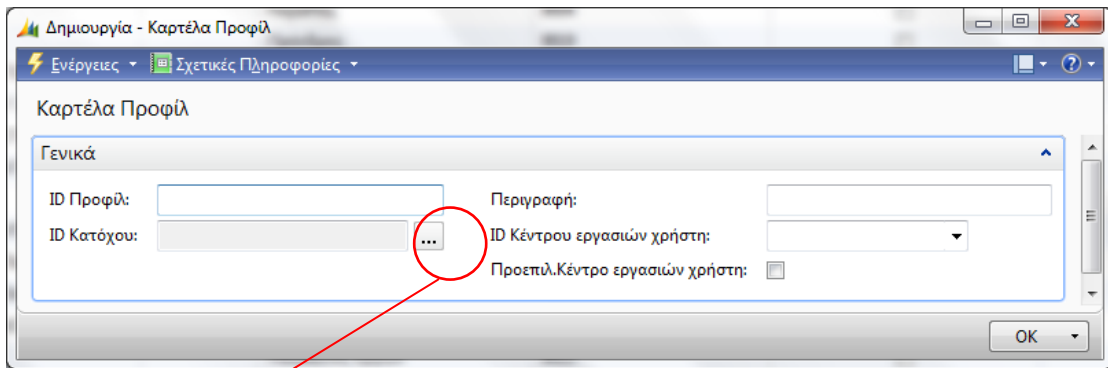 Δημιουργία - Καρτέλα Προφίλ
Ενέργειες Σχετικές Πληροφορίες
Καρτέλα Προφίλ
Γενικά
ID Προφίλ: Περιγραφή:
ID Κατόχου: ... ID Κέντρου εργασιών χρήστη:
Προεπιλ.Κέντρο εργασιών χρήστη:
OK